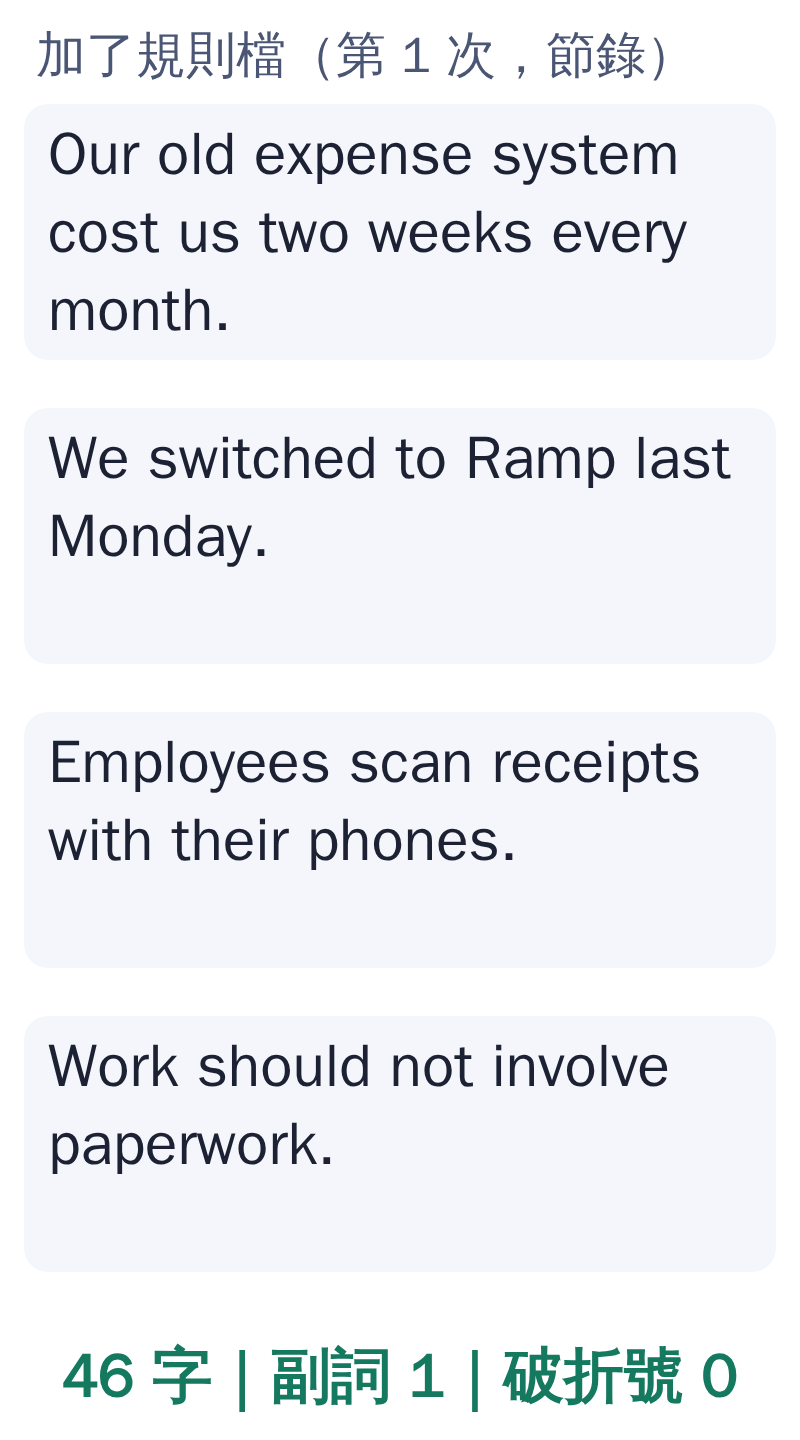 加了規則檔（第 1 次，節錄）
Our old expense system
cost us two weeks every
month.
We switched to Ramp last
Monday.
Employees scan receipts
with their phones.
Work should not involve
paperwork.
46 字｜副詞 1｜破折號 0